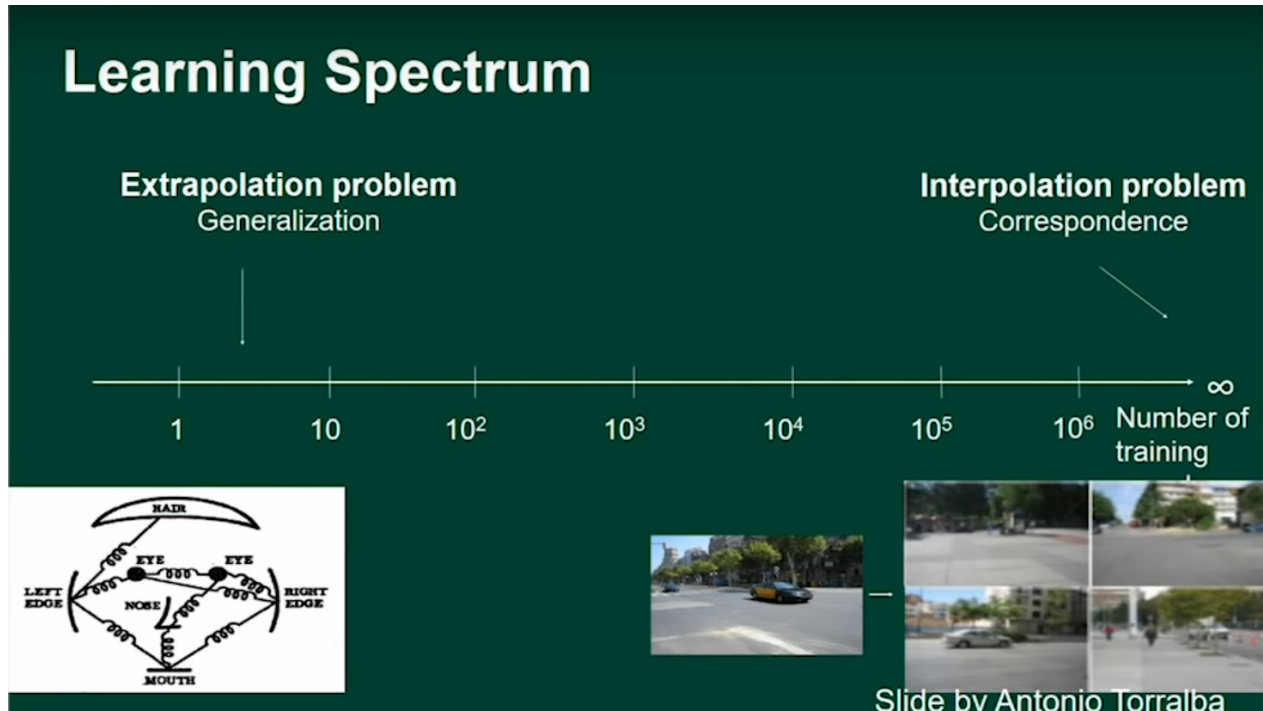 Learning Spectrum
Extrapolation problem
Generalization
Interpolation problem
Correspondence
1 10 10² 10³ 10⁴ 10⁵ 10⁶ ∞
Number of
training
HAIR
EYE EYE
LEFT
EDGE
NOSE
RIGHT
EDGE
MOUTH
Slide by Antonio Torralba